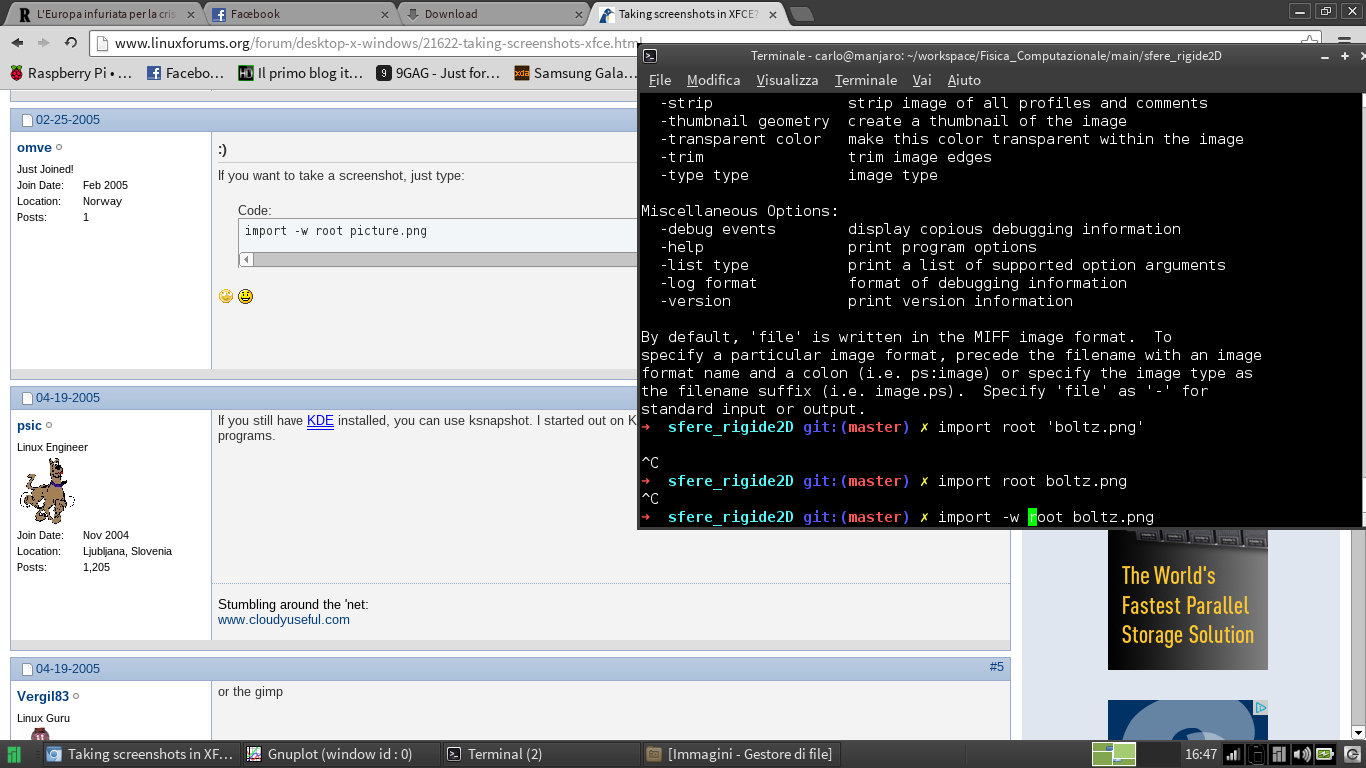 L'Europa infuriata per la cris
Facebook
Download
Taking screenshots in XFCE?
www.linuxforums.org/forum/desktop-x-windows/21622-taking-screenshots-xfce.html
Raspberry Pi • …
Facebo…
Il primo blog it…
9GAG - Just for…
Samsung Gala…
02-25-2005
omve
Just Joined!
Join Date: Feb 2005
Location: Norway
Posts: 1
:)
If you want to take a screenshot, just type:
Code:
import -w root picture.png
04-19-2005
psic
Linux Engineer
Join Date: Nov 2004
Location: Ljubljana, Slovenia
Posts: 1,205
If you still have KDE installed, you can use ksnapshot. I started out on K
programs.
Stumbling around the 'net:
www.cloudyuseful.com
04-19-2005
#5
Vergil83
Linux Guru
or the gimp
Terminale - carlo@manjaro: ~/workspace/Fisica_Computazionale/main/sfere_rigide2D
File Modifica Visualizza Terminale Vai Aiuto
-strip strip image of all profiles and comments
-thumbnail geometry create a thumbnail of the image
-transparent color make this color transparent within the image
-trim trim image edges
-type type image type
Miscellaneous Options:
-debug events display copious debugging information
-help print program options
-list type print a list of supported option arguments
-log format format of debugging information
-version print version information
By default, 'file' is written in the MIFF image format. To
specify a particular image format, precede the filename with an image
format name and a colon (i.e. ps:image) or specify the image type as
the filename suffix (i.e. image.ps). Specify 'file' as '-' for
standard input or output.
➜ sfere_rigide2D git:(master) ✗ import root 'boltz.png'
^C
➜ sfere_rigide2D git:(master) ✗ import root boltz.png
^C
➜ sfere_rigide2D git:(master) ✗ import -w root boltz.png
The World's
Fastest Parallel
Storage Solution
Taking screenshots in XF…
Gnuplot (window id : 0)
Terminal (2)
[Immagini - Gestore di file]
16:47